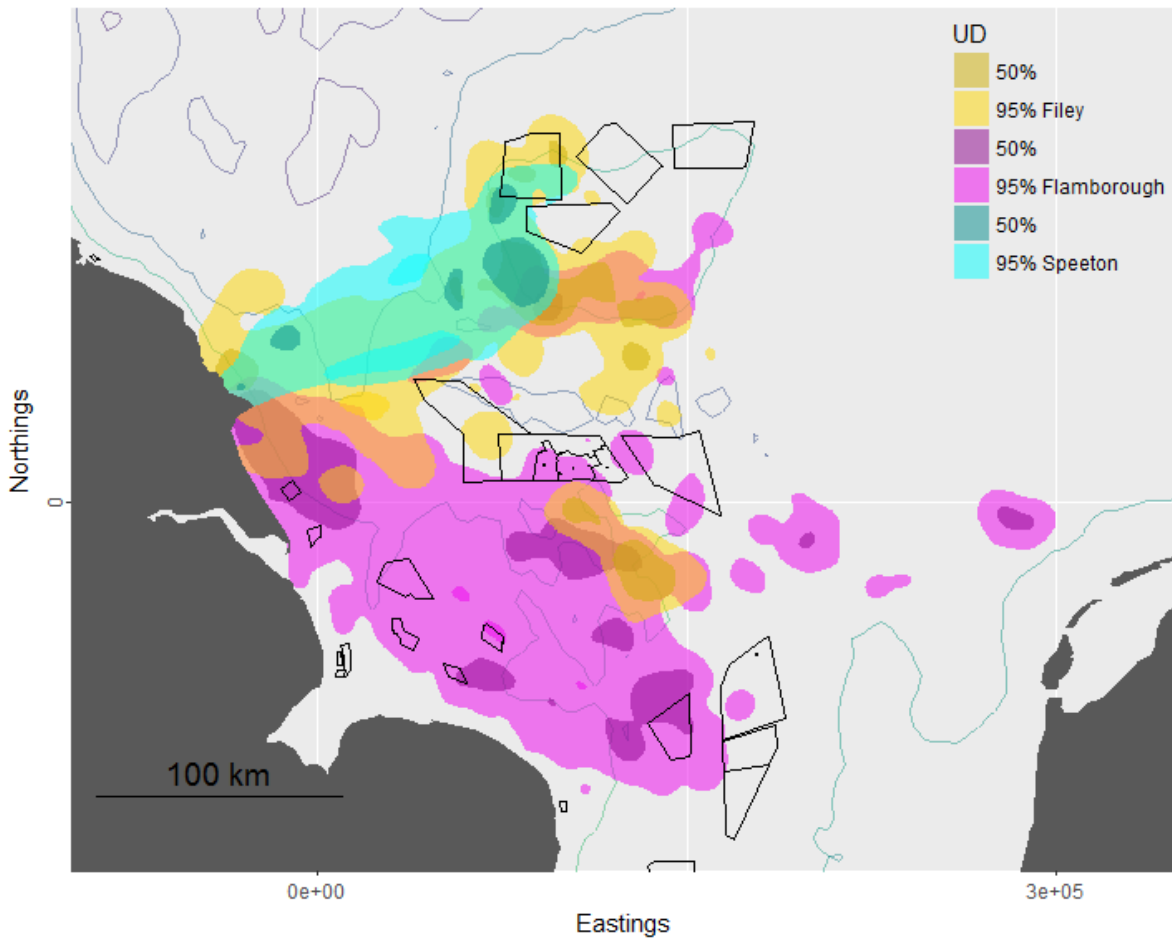 UD
50%
95% Filey
50%
95% Flamborough
50%
95% Speeton
Northings
0
100 km
0e+00
3e+05
Eastings